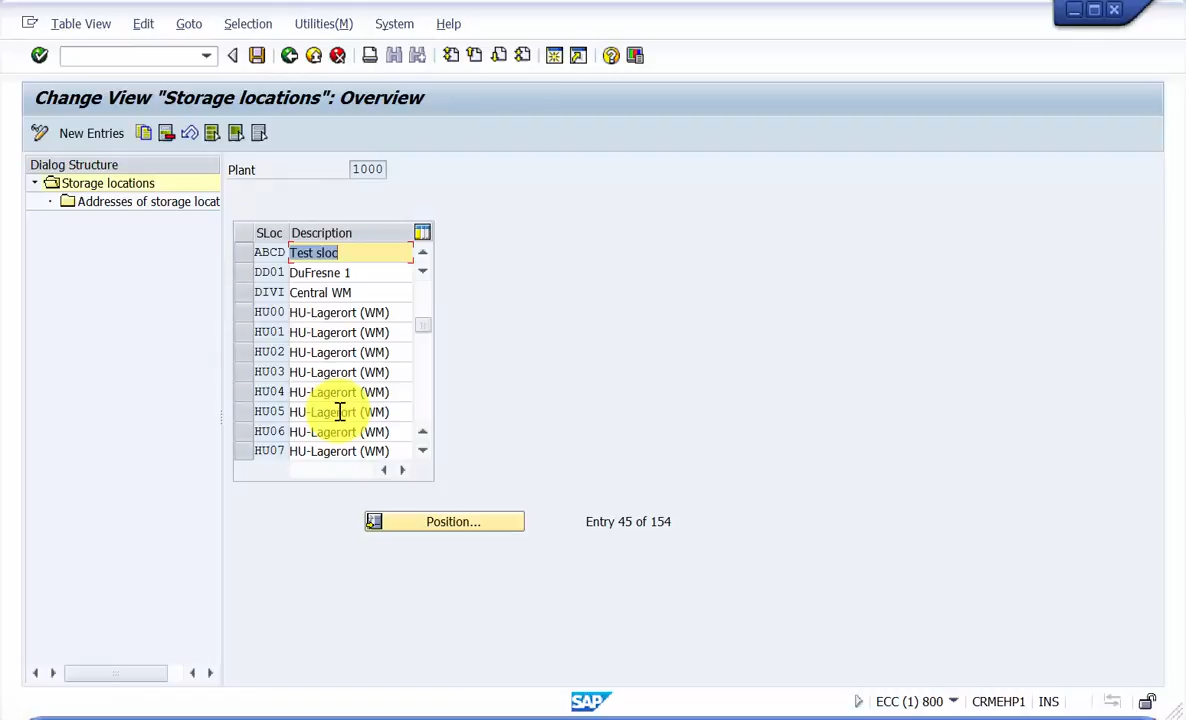 Table View Edit Goto Selection Utilities(M) System Help
Change View "Storage locations": Overview
New Entries
Dialog Structure
Storage locations
Addresses of storage locat
Plant 1000
SLoc Description
ABCD Test sloc
DD01 DuFresne 1
DIVI Central WM
HU00 HU-Lagerort (WM)
HU01 HU-Lagerort (WM)
HU02 HU-Lagerort (WM)
HU03 HU-Lagerort (WM)
HU04 HU-Lagerort (WM)
HU05 HU-Lagerort (WM)
HU06 HU-Lagerort (WM)
HU07 HU-Lagerort (WM)
Position... Entry 45 of 154
SAP ECC (1) 800 CRMEHP1 INS